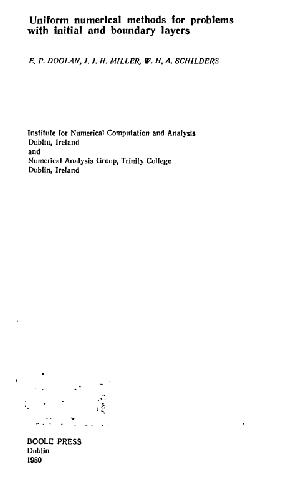 Uniform numerical methods for problems
with initial and boundary layers
E. P. DOOLAN, J. J. H. MILLER, W. H. A. SCHILDERS
Institute for Numerical Computation and Analysis
Dublin, Ireland
and
Numerical Analysis Group, Trinity College
Dublin, Ireland
BOOLE PRESS
Dublin
1980